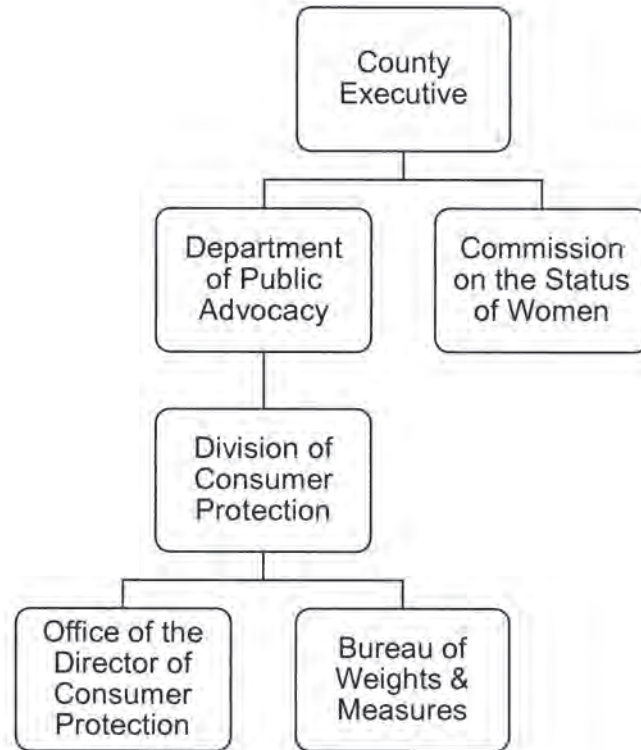 County
Executive
Department
of Public
Advocacy
Commission
on the Status
of Women
Division of
Consumer
Protection
Office of the
Director of
Consumer
Protection
Bureau of
Weights &
Measures